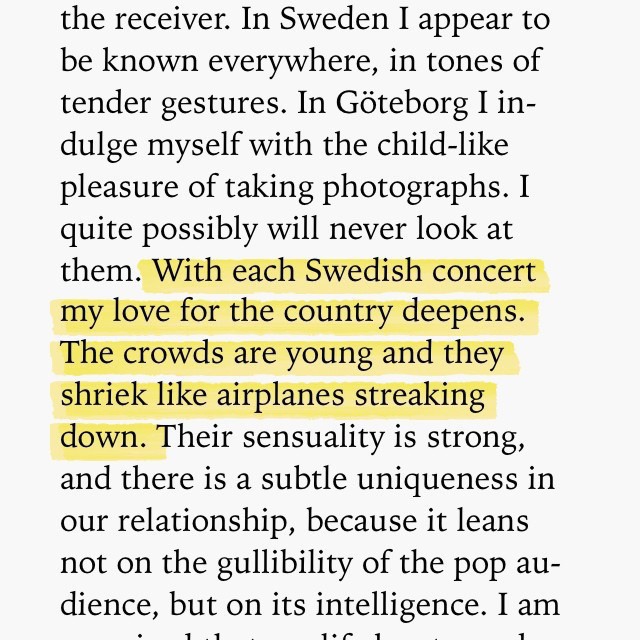 the receiver. In Sweden I appear to
be known everywhere, in tones of
tender gestures. In Göteborg I in-
dulge myself with the child-like
pleasure of taking photographs. I
quite possibly will never look at
them. With each Swedish concert
my love for the country deepens.
The crowds are young and they
shriek like airplanes streaking
down. Their sensuality is strong,
and there is a subtle uniqueness in
our relationship, because it leans
not on the gullibility of the pop au-
dience, but on its intelligence. I am